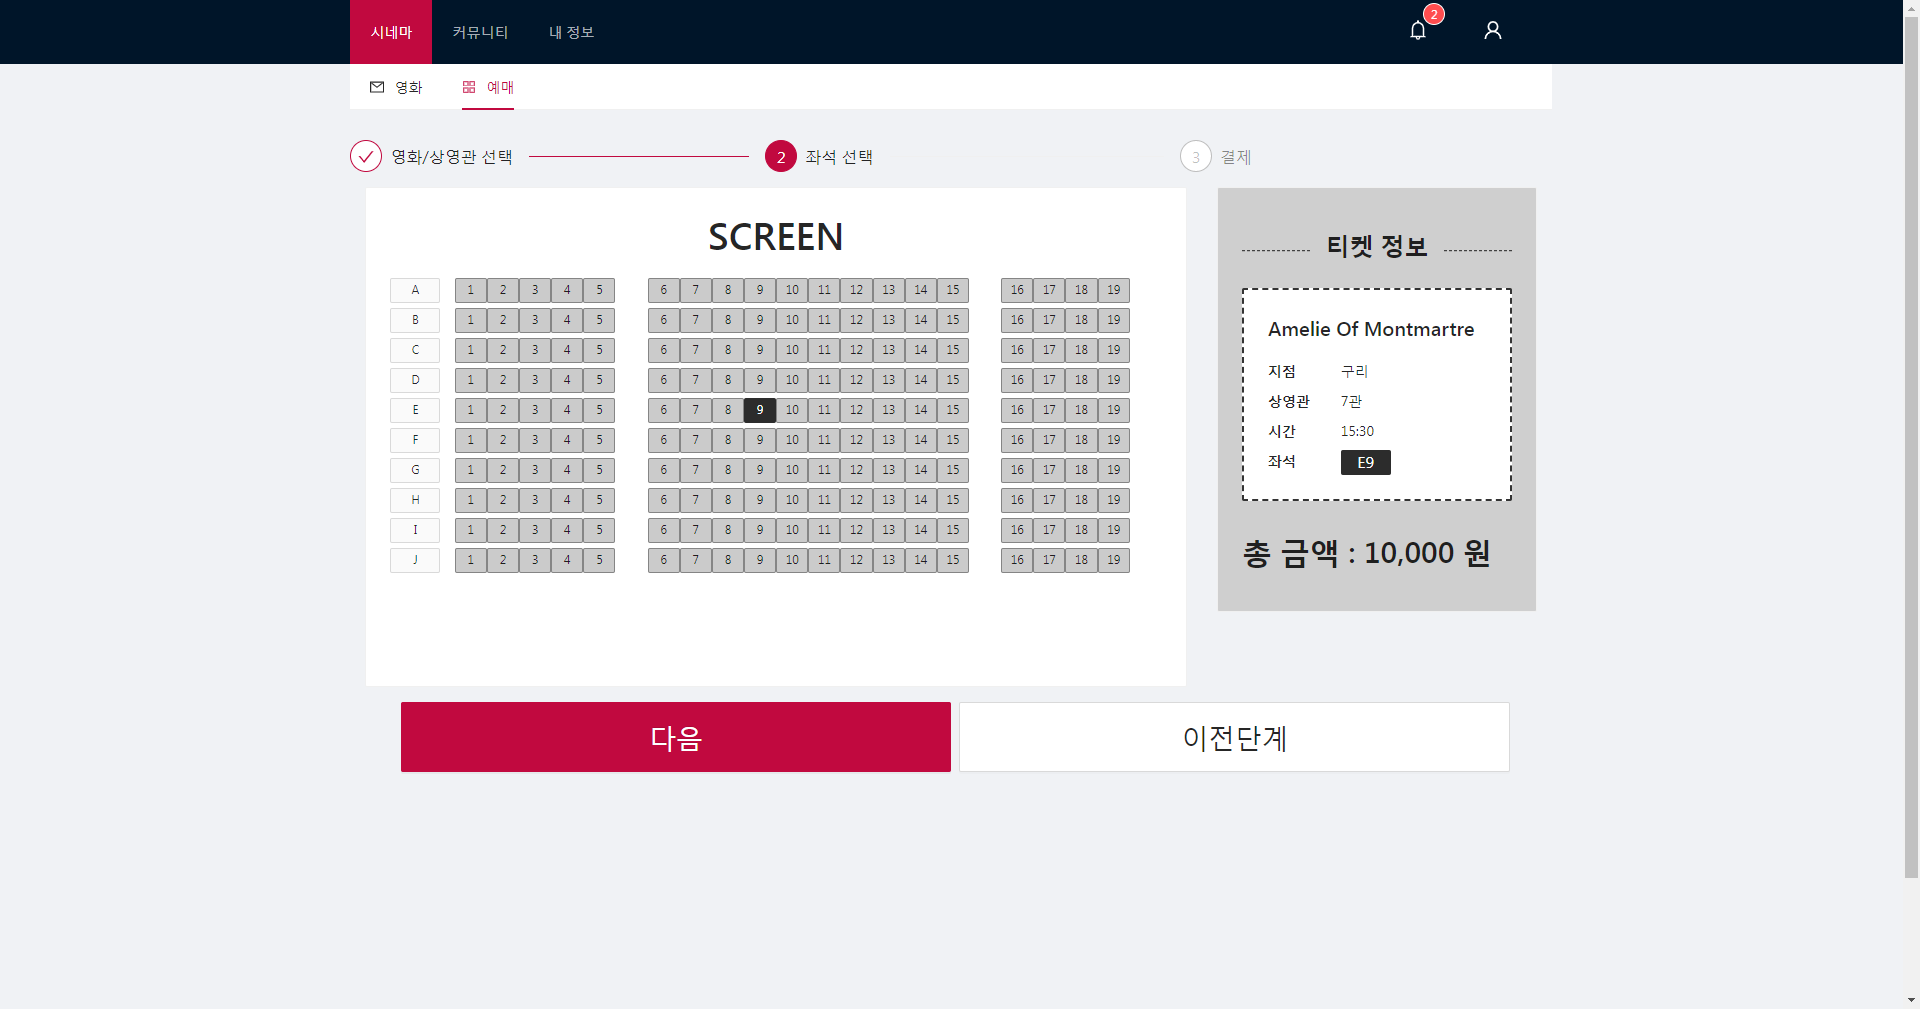 시네마 커뮤니티 내 정보 2
영화 예매
영화/상영관 선택 2 좌석 선택 3 결제
SCREEN
A 1 2 3 4 5 6 7 8 9 10 11 12 13 14 15 16 17 18 19
B 1 2 3 4 5 6 7 8 9 10 11 12 13 14 15 16 17 18 19
C 1 2 3 4 5 6 7 8 9 10 11 12 13 14 15 16 17 18 19
D 1 2 3 4 5 6 7 8 9 10 11 12 13 14 15 16 17 18 19
E 1 2 3 4 5 6 7 8 9 10 11 12 13 14 15 16 17 18 19
F 1 2 3 4 5 6 7 8 9 10 11 12 13 14 15 16 17 18 19
G 1 2 3 4 5 6 7 8 9 10 11 12 13 14 15 16 17 18 19
H 1 2 3 4 5 6 7 8 9 10 11 12 13 14 15 16 17 18 19
I 1 2 3 4 5 6 7 8 9 10 11 12 13 14 15 16 17 18 19
J 1 2 3 4 5 6 7 8 9 10 11 12 13 14 15 16 17 18 19
티켓 정보
Amelie Of Montmartre
지점 구리
상영관 7관
시간 15:30
좌석 E9
총 금액 : 10,000 원
다음 이전단계